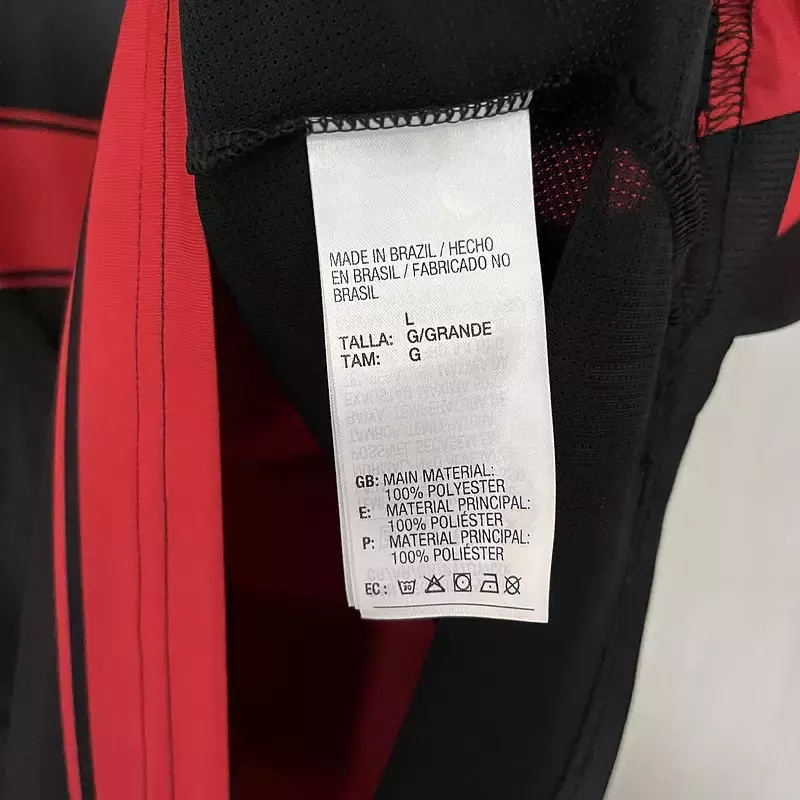 MADE IN BRAZIL / HECHO
EN BRASIL / FABRICADO NO
BRASIL
L
TALLA: G/GRANDE
TAM: G
GB: MAIN MATERIAL:
100% POLYESTER
E: MATERIAL PRINCIPAL:
100% POLIÉSTER
P: MATERIAL PRINCIPAL:
100% POLIÉSTER
EC: 30